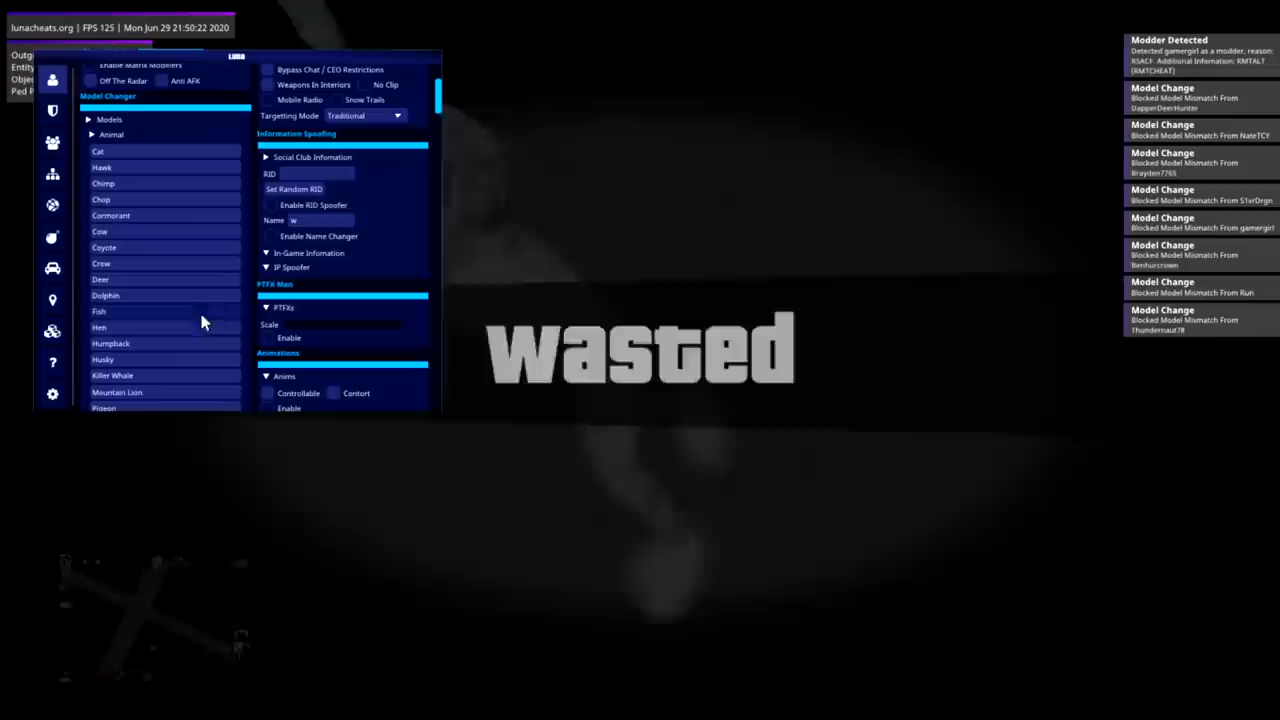 lunacheats.org | FPS 125 | Mon Jun 29 21:50:22 2020
LUNA
Enable Matrix Modifiers
Off The Radar
Anti AFK
Model Changer
Models
Animal
Cat
Hawk
Chimp
Chop
Cormorant
Cow
Coyote
Crow
Deer
Dolphin
Fish
Hen
Humpback
Husky
Killer Whale
Mountain Lion
Pigeon
Bypass Chat / CEO Restrictions
Weapons In Interiors
No Clip
Mobile Radio
Snow Trails
Targetting Mode Traditional
Information Spoofing
Social Club Infomation
RID
Set Random RID
Enable RID Spoofer
Name w
Enable Name Changer
In-Game Infomation
IP Spoofer
PTFX Man
PTFXs
Scale
Enable
Animations
Anims
Controllable
Contort
Enable
wasted
Modder Detected
Detected gamergirl as a modder, reason:
RSACF. Additional Infomation: RMTALT
(RMTCHEAT)
Model Change
Blocked Model Mismatch From
DapperDeerHunter
Model Change
Blocked Model Mismatch From NateTCY
Model Change
Blocked Model Mismatch From
Brayden7765
Model Change
Blocked Model Mismatch From S1vrDrgn
Model Change
Blocked Model Mismatch From gamergirl
Model Change
Blocked Model Mismatch From
Benhurcrown
Model Change
Blocked Model Mismatch From Run
Model Change
Blocked Model Mismatch From
Thundernaut78